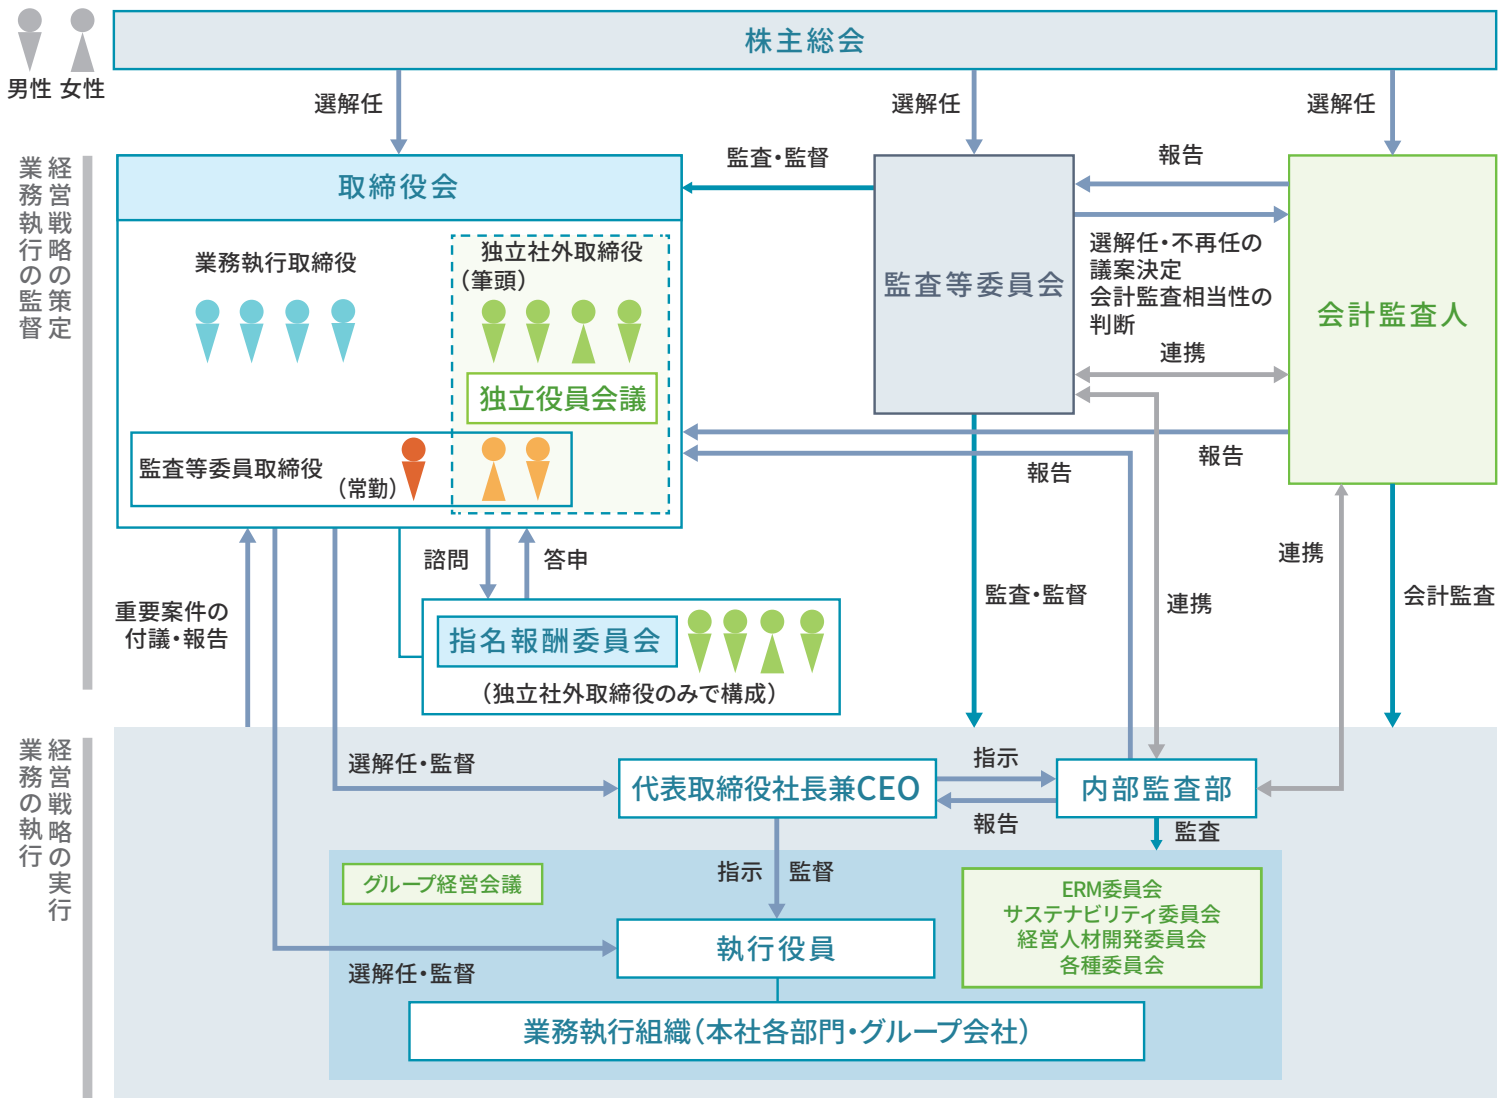 男性 女性
株主総会
選解任
選解任
選解任
経営戦略の策定
業務執行の監督
取締役会
監査・監督
監査等委員会
報告
選解任・不再任の
議案決定
会計監査相当性の
判断
連携
会計監査人
業務執行取締役
独立社外取締役
（筆頭）
独立役員会議
監査等委員取締役
（常勤）
報告
報告
諮問
答申
重要案件の
付議・報告
指名報酬委員会
（独立社外取締役のみで構成）
監査・監督
連携
連携
会計監査
経営戦略の実行
業務の執行
選解任・監督
代表取締役社長兼CEO
指示
報告
内部監査部
監査
指示
監督
グループ経営会議
ERM委員会
サステナビリティ委員会
経営人材開発委員会
各種委員会
執行役員
選解任・監督
業務執行組織（本社各部門・グループ会社）